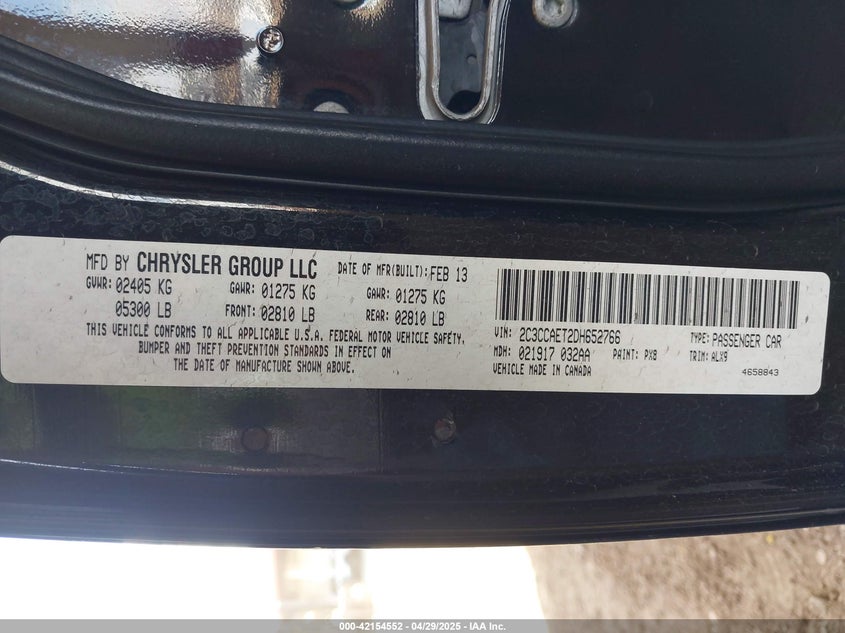 MFD BY CHRYSLER GROUP LLC DATE OF MFR(BUILT): FEB 13
GVWR: 02405 KG GAWR: 01275 KG GAWR: 01275 KG
05300 LB FRONT: 02810 LB REAR: 02810 LB
THIS VEHICLE CONFORMS TO ALL APPLICABLE U.S.A. FEDERAL MOTOR VEHICLE SAFETY,
BUMPER AND THEFT PREVENTION STANDARDS IN EFFECT ON
THE DATE OF MANUFACTURE SHOWN ABOVE.
VIN: 2C3CCAET2DH652766 TYPE: PASSENGER CAR
MDH: 021917 032AA PAINT: PX8 TRIM: ALX9
VEHICLE MADE IN CANADA 4658843
000-42154552 - 04/29/2025 - IAA Inc.